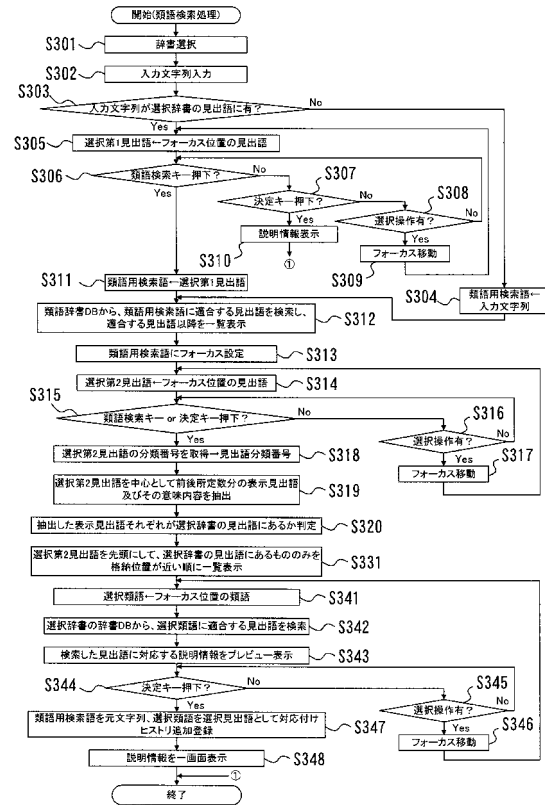 開始(類語検索処理)
S301
辞書選択
S302
入力文字列入力
S303
入力文字列が選択辞書の見出語に有?
No
Yes
S305
選択第1見出語←フォーカス位置の見出語
S306
類語検索キー押下?
No
S307
Yes
決定キー押下?
No
S308
Yes
選択操作有?
No
説明情報表示
Yes
S310
フォーカス移動
①
S309
S311
類語用検索語←選択第1見出語
S304
類語用検索語←
入力文字列
類語辞書DBから、類語用検索語に適合する見出語を検索し、
適合する見出語以降を一覧表示
S312
類語用検索語にフォーカス設定
S313
選択第2見出語←フォーカス位置の見出語
S314
S315
類語検索キー or 決定キー押下?
No
S316
Yes
選択操作有?
No
Yes
S317
フォーカス移動
選択第2見出語の分類番号を取得→見出語分類番号
S318
選択第2見出語を中心として前後所定数分の表示見出語
及びその意味内容を抽出
S319
抽出した表示見出語それぞれが選択辞書の見出語にあるか判定
S320
選択第2見出語を先頭にして、選択辞書の見出語にあるもののみを
格納位置が近い順に一覧表示
S331
選択類語←フォーカス位置の類語
S341
選択辞書の辞書DBから、選択類語に適合する見出語を検索
S342
検索した見出語に対応する説明情報をプレビュー表示
S343
S344
決定キー押下?
No
S345
Yes
選択操作有?
No
Yes
S346
フォーカス移動
類語用検索語を元文字列、選択類語を選択見出語として対応付け
ヒストリ追加登録
S347
説明情報を一画面表示
S348
①
終了